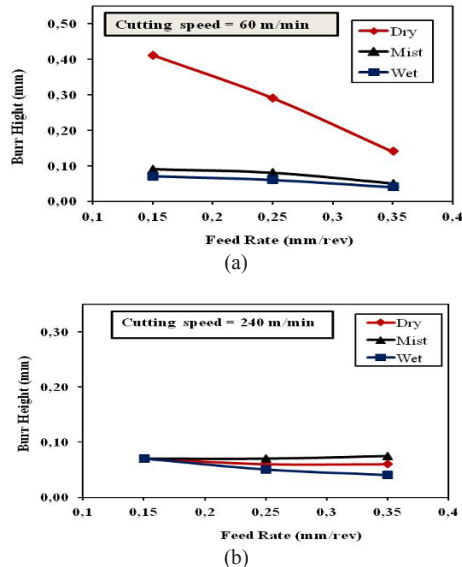 Cutting speed = 60 m/min
Dry
Mist
Wet
Burr Hight (mm)
0,50
0,40
0,30
0,20
0,10
0,00
0,1 0,15 0,2 0,25 0,3 0,35 0,4
Feed Rate (mm/rev)
(a)
Cutting speed = 240 m/min
Dry
Mist
Wet
Burr Height (mm)
0,30
0,20
0,10
0,00
0,1 0,15 0,2 0,25 0,3 0,35 0,4
Feed Rate (mm/rev)
(b)